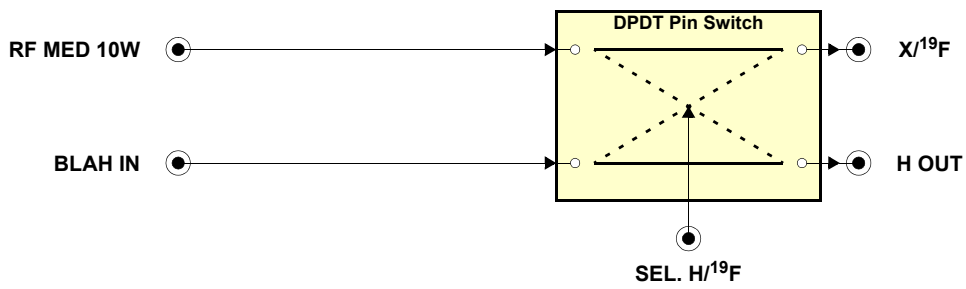 DPDT Pin Switch
RF MED 10W
X/¹⁹F
BLAH IN
H OUT
SEL. H/¹⁹F